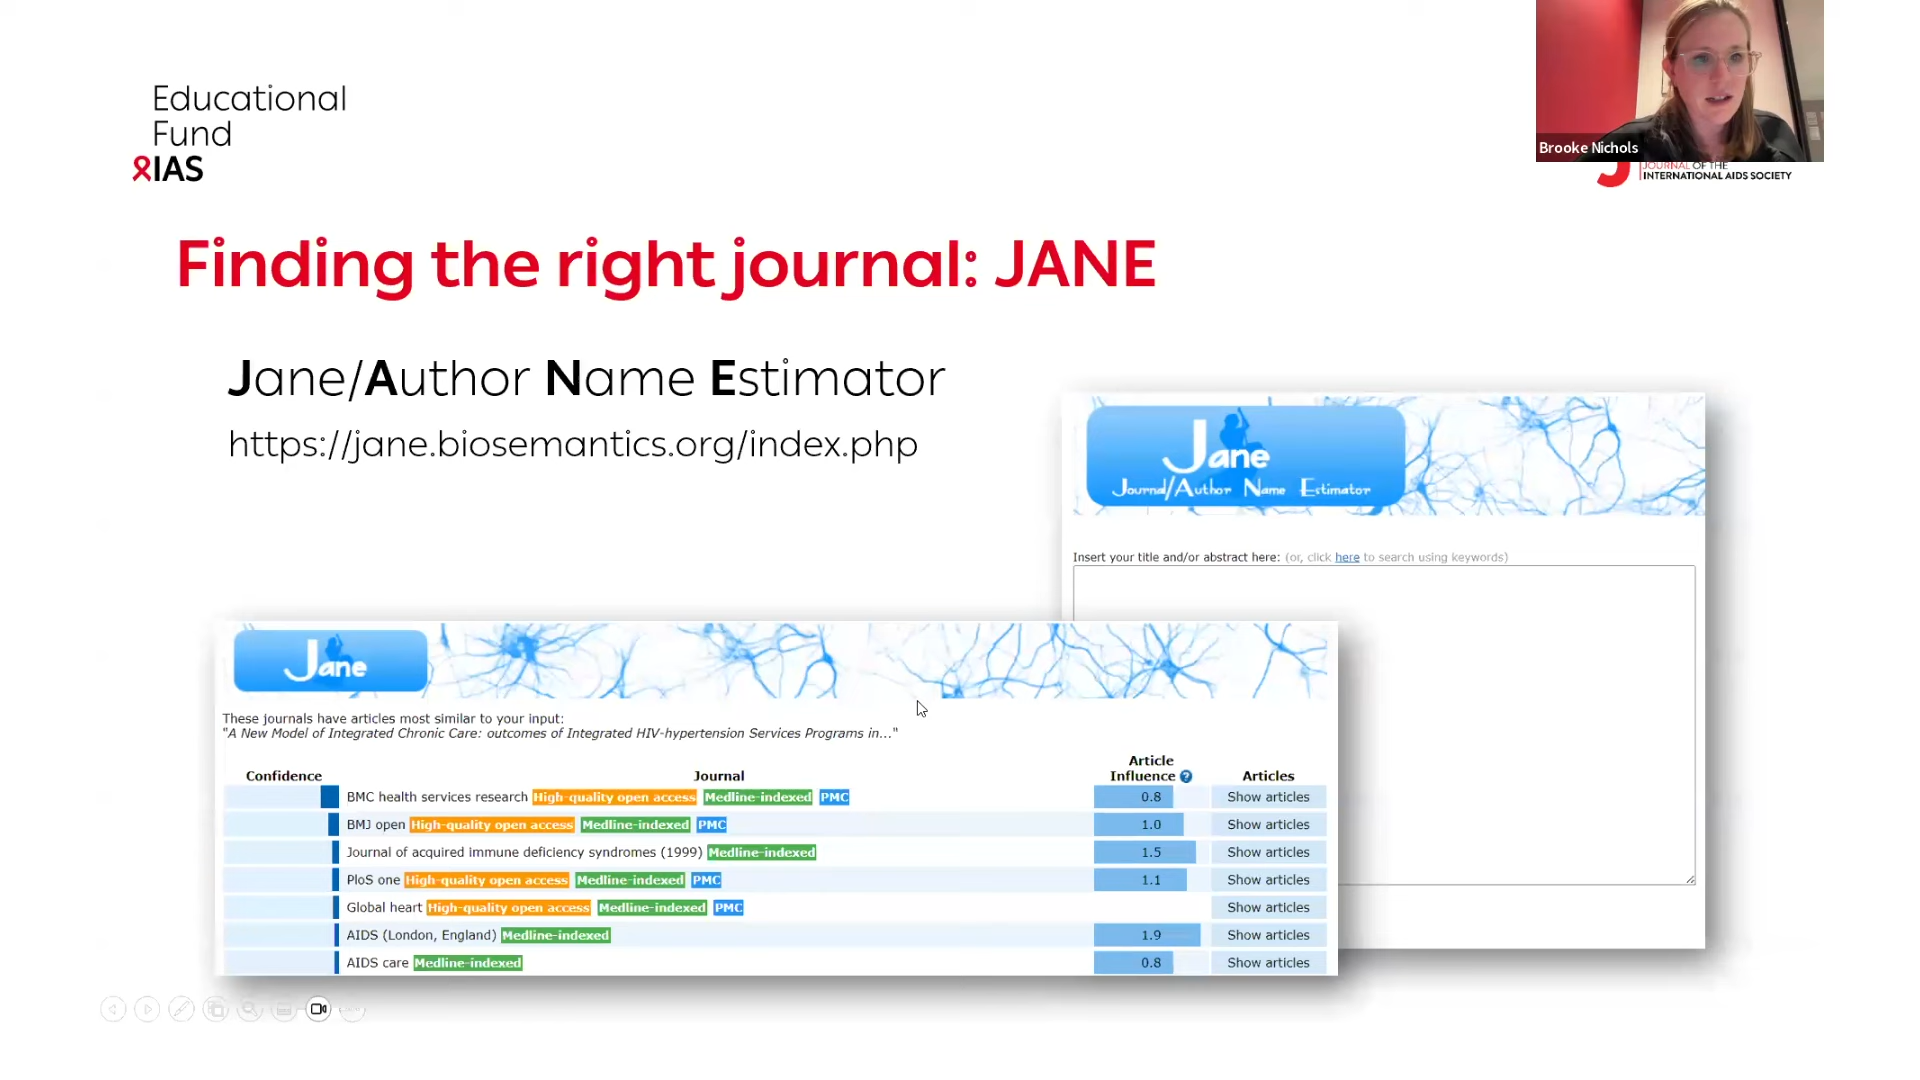 Educational
Fund
IAS
Brooke Nichols
JOURNAL OF THE
INTERNATIONAL AIDS SOCIETY
Finding the right journal: JANE
Jane/Author Name Estimator
https://jane.biosemantics.org/index.php
Jane
Journal/Author Name Estimator
Insert your title and/or abstract here: (or, click here to search using keywords)
Jane
These journals have articles most similar to your input:
"A New Model of Integrated Chronic Care: outcomes of Integrated HIV-hypertension Services Programs in..."
Confidence Journal Article Influence ? Articles
BMC health services research High-quality open access Medline-indexed PMC 0.8 Show articles
BMJ open High-quality open access Medline-indexed PMC 1.0 Show articles
Journal of acquired immune deficiency syndromes (1999) Medline-indexed 1.5 Show articles
PloS one High-quality open access Medline-indexed PMC 1.1 Show articles
Global heart High-quality open access Medline-indexed PMC Show articles
AIDS (London, England) Medline-indexed 1.9 Show articles
AIDS care Medline-indexed 0.8 Show articles